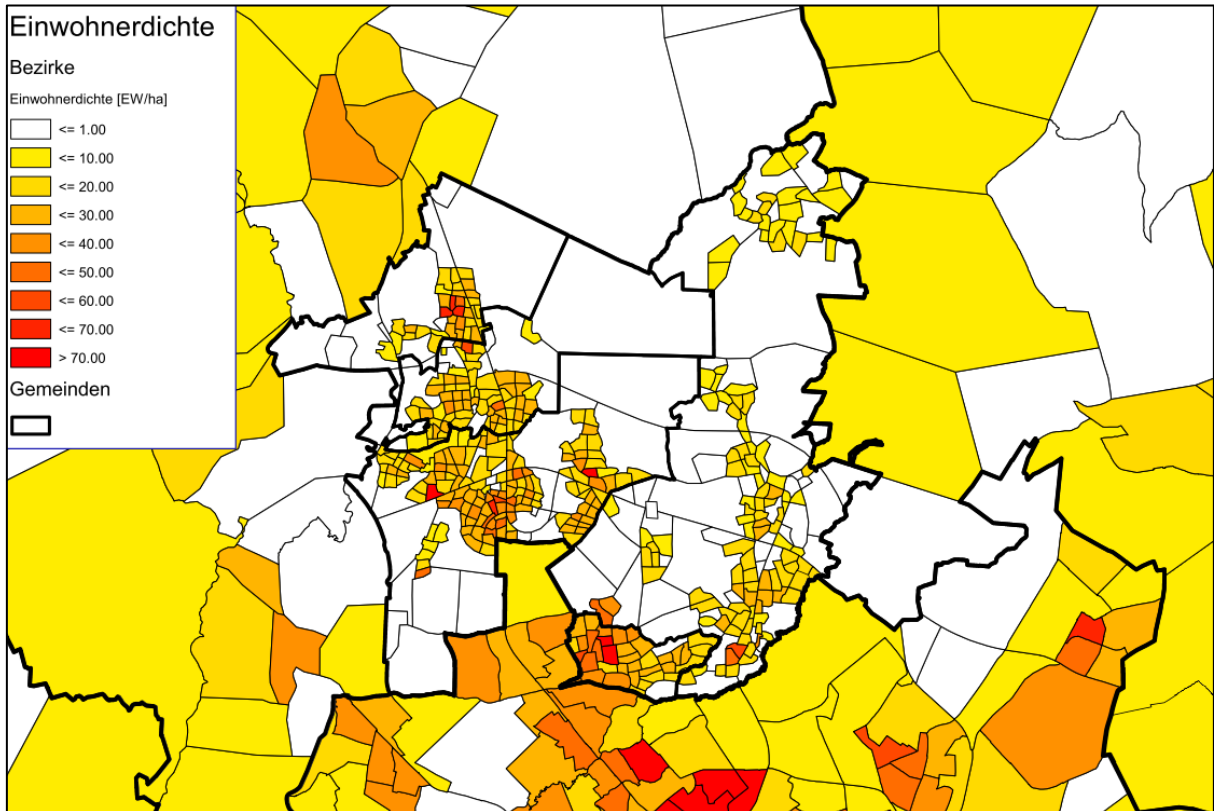 Einwohnerdichte
Bezirke
Einwohnerdichte [EW/ha]
<= 1.00
<= 10.00
<= 20.00
<= 30.00
<= 40.00
<= 50.00
<= 60.00
<= 70.00
> 70.00
Gemeinden